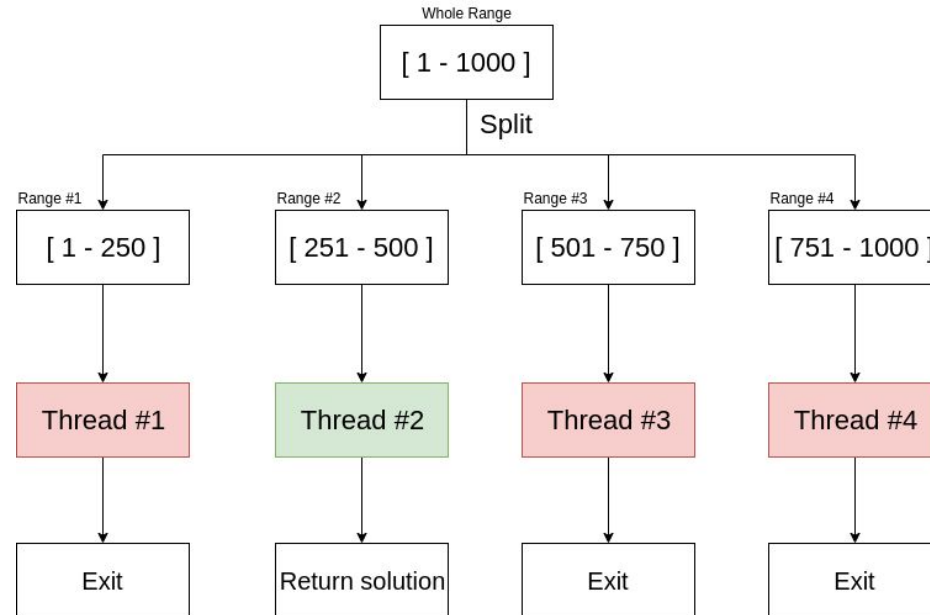 Whole Range
[ 1 - 1000 ]
Split
Range #1
Range #2
Range #3
Range #4
[ 1 - 250 ]
[ 251 - 500 ]
[ 501 - 750 ]
[ 751 - 1000 ]
Thread #1
Thread #2
Thread #3
Thread #4
Exit
Return solution
Exit
Exit